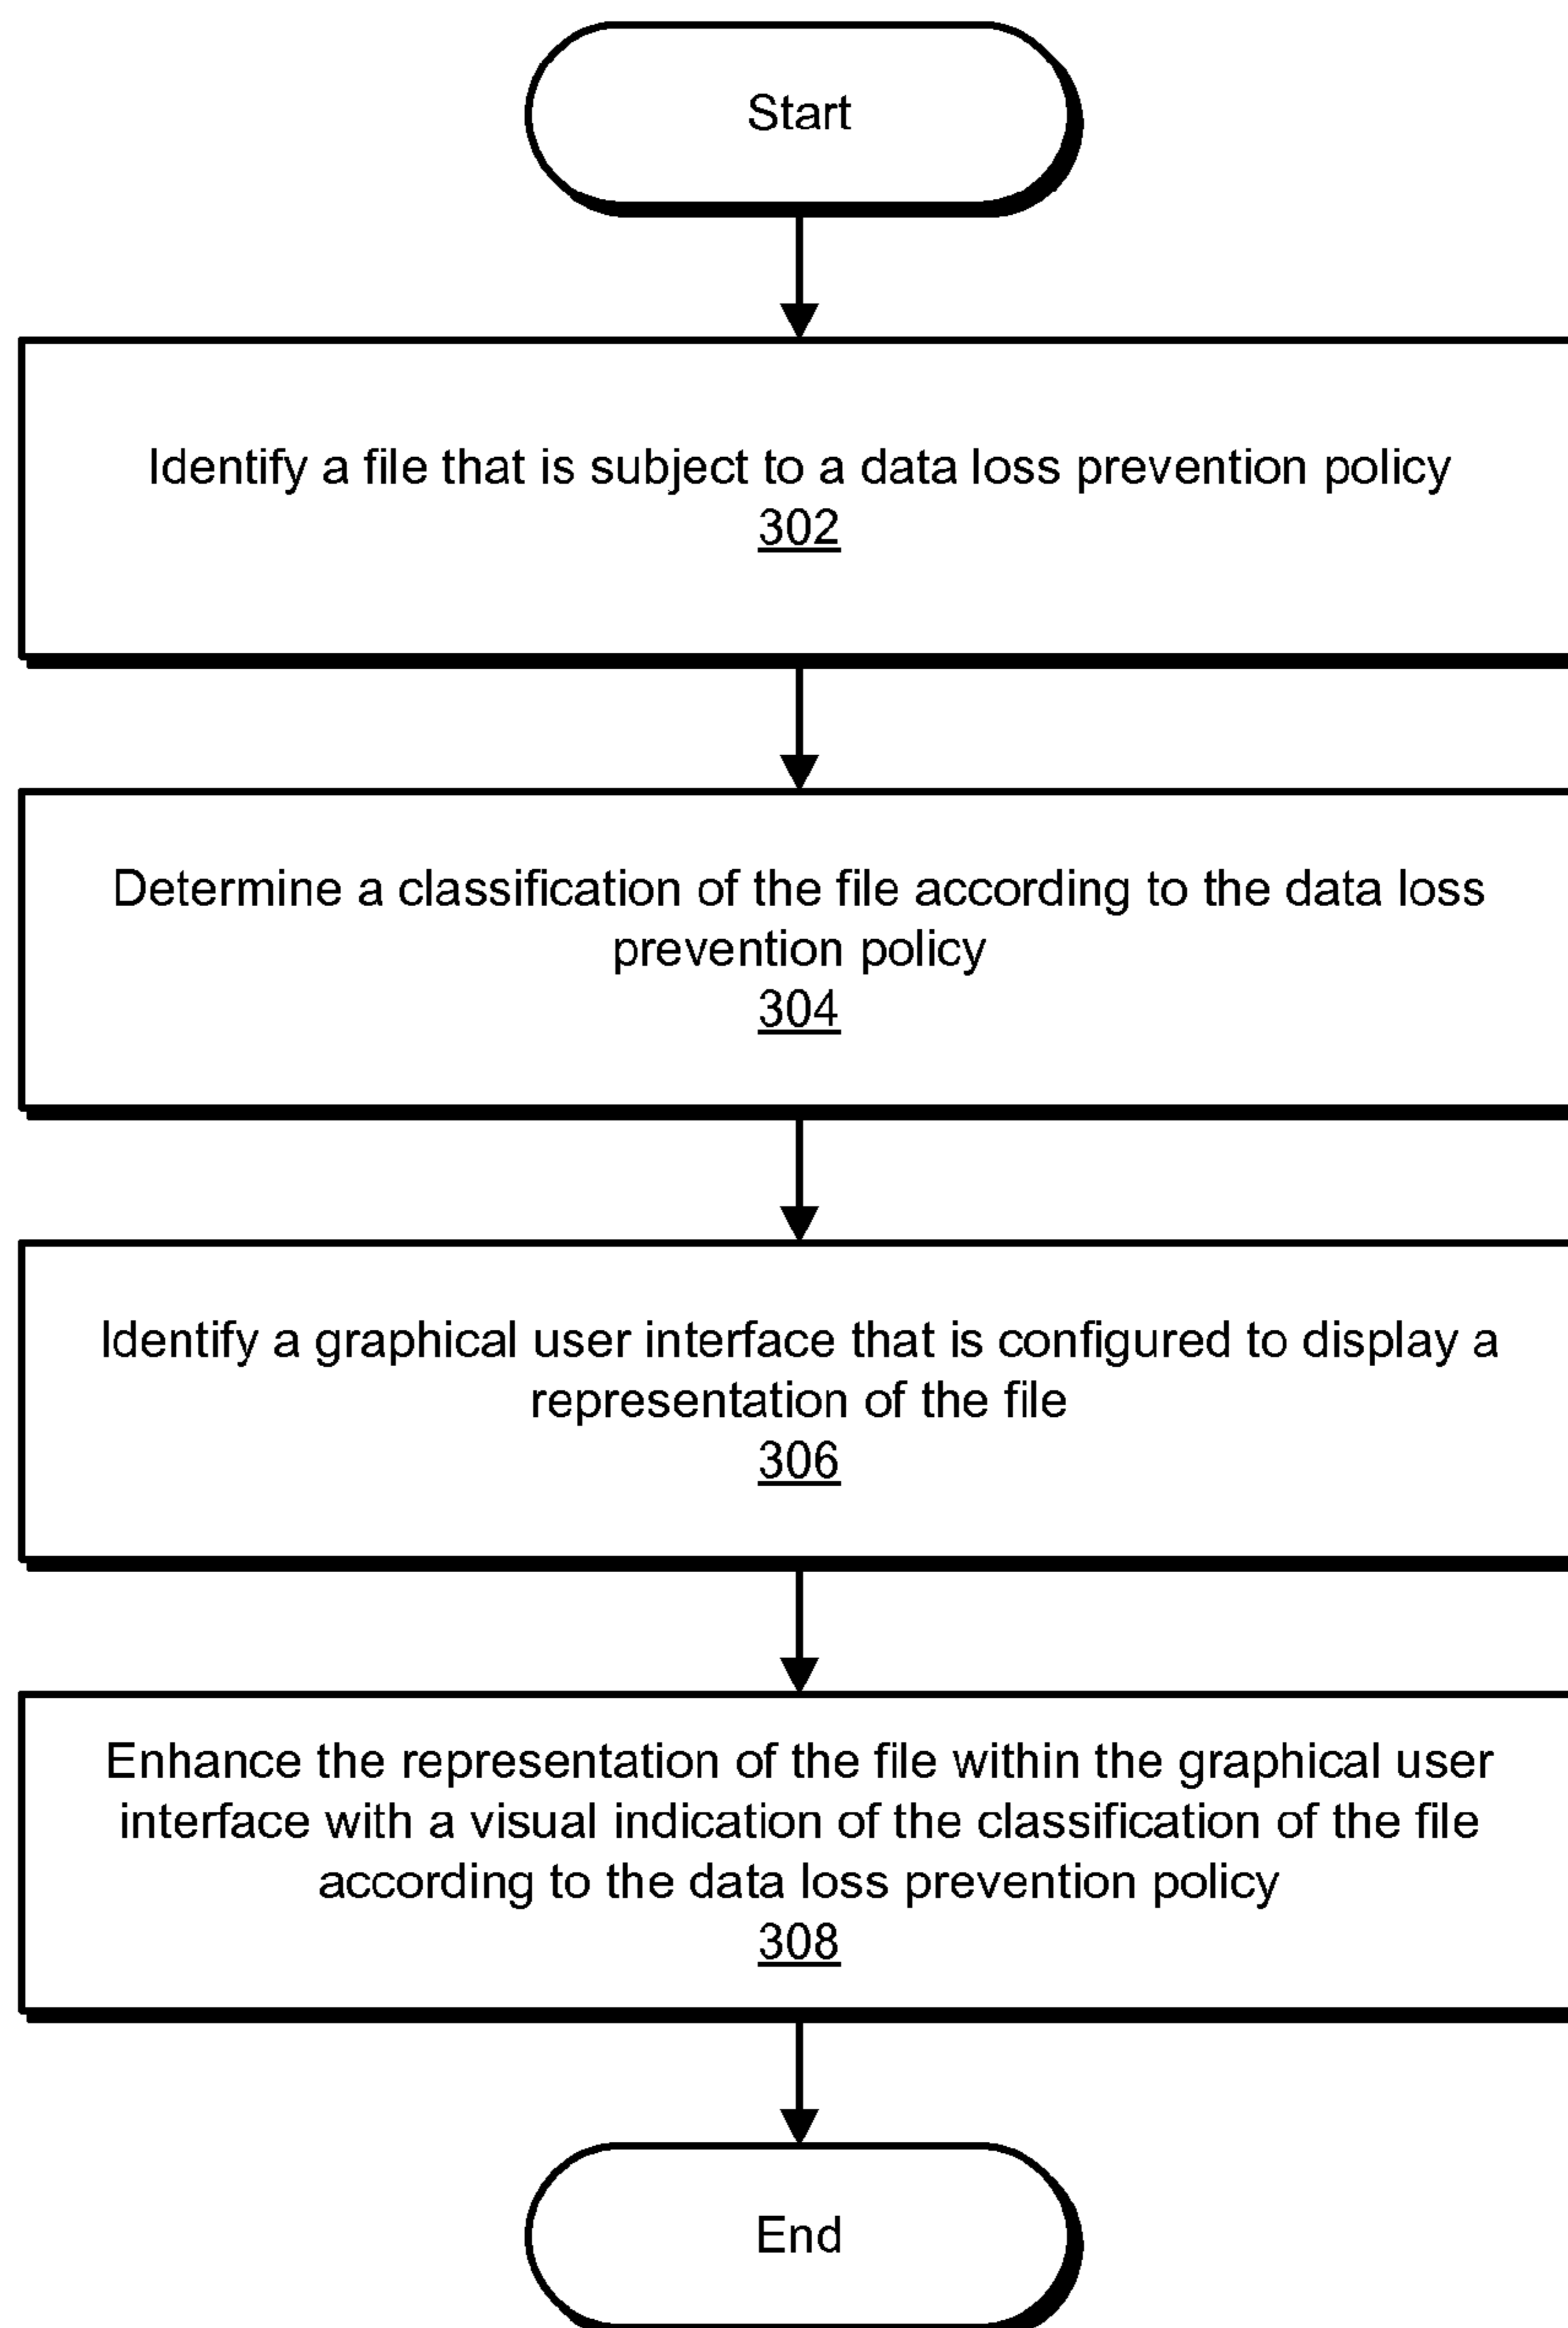 Start
Identify a file that is subject to a data loss prevention policy
302
Determine a classification of the file according to the data loss
prevention policy
304
Identify a graphical user interface that is configured to display a
representation of the file
306
Enhance the representation of the file within the graphical user
interface with a visual indication of the classification of the file
according to the data loss prevention policy
308
End